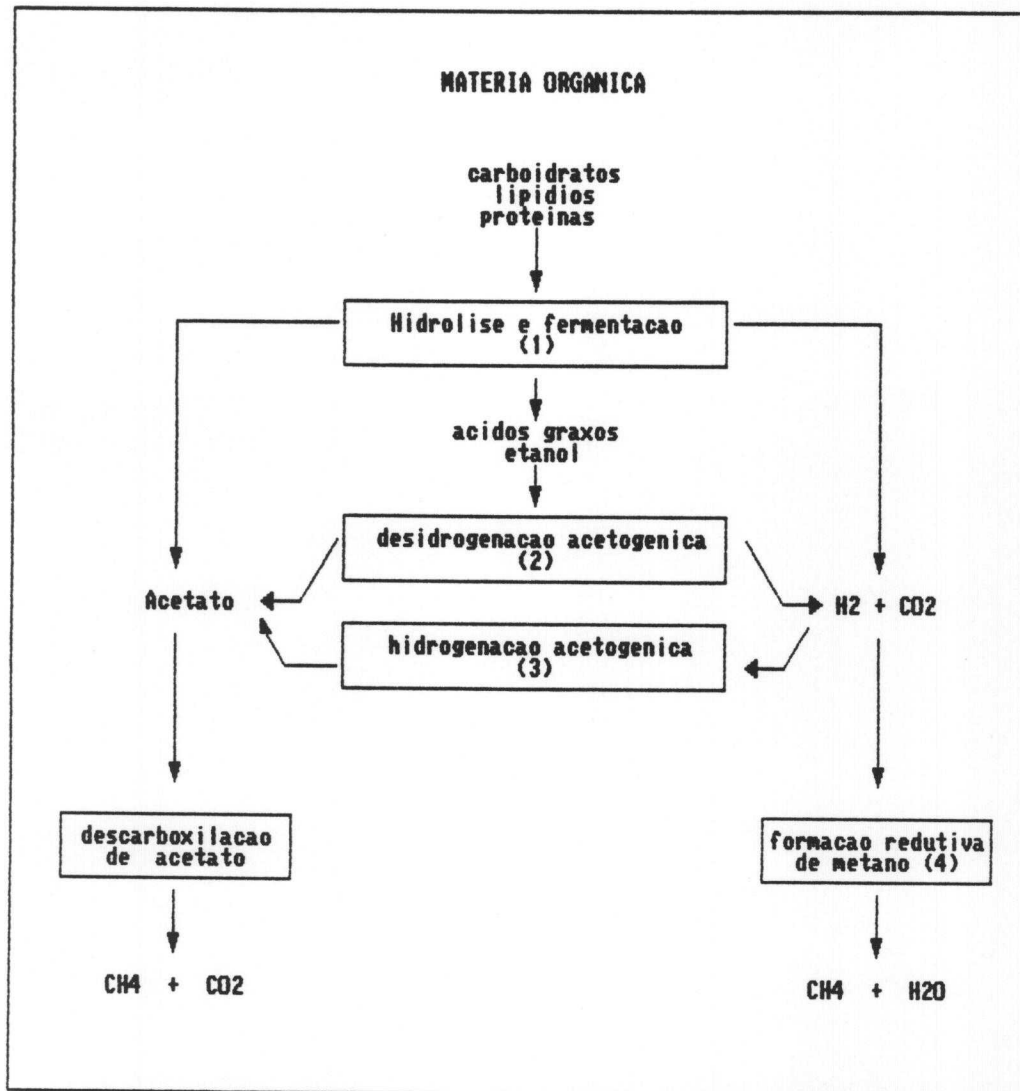 MATERIA ORGANICA
carboidratos
lipidios
proteinas
Hidrolise e fermentacao
(1)
acidos graxos
etanol
desidrogenacao acetogenica
(2)
Acetato
H2 + CO2
hidrogenacao acetogenica
(3)
descarboxilacao
de acetato
formacao redutiva
de metano (4)
CH4 + CO2
CH4 + H2O